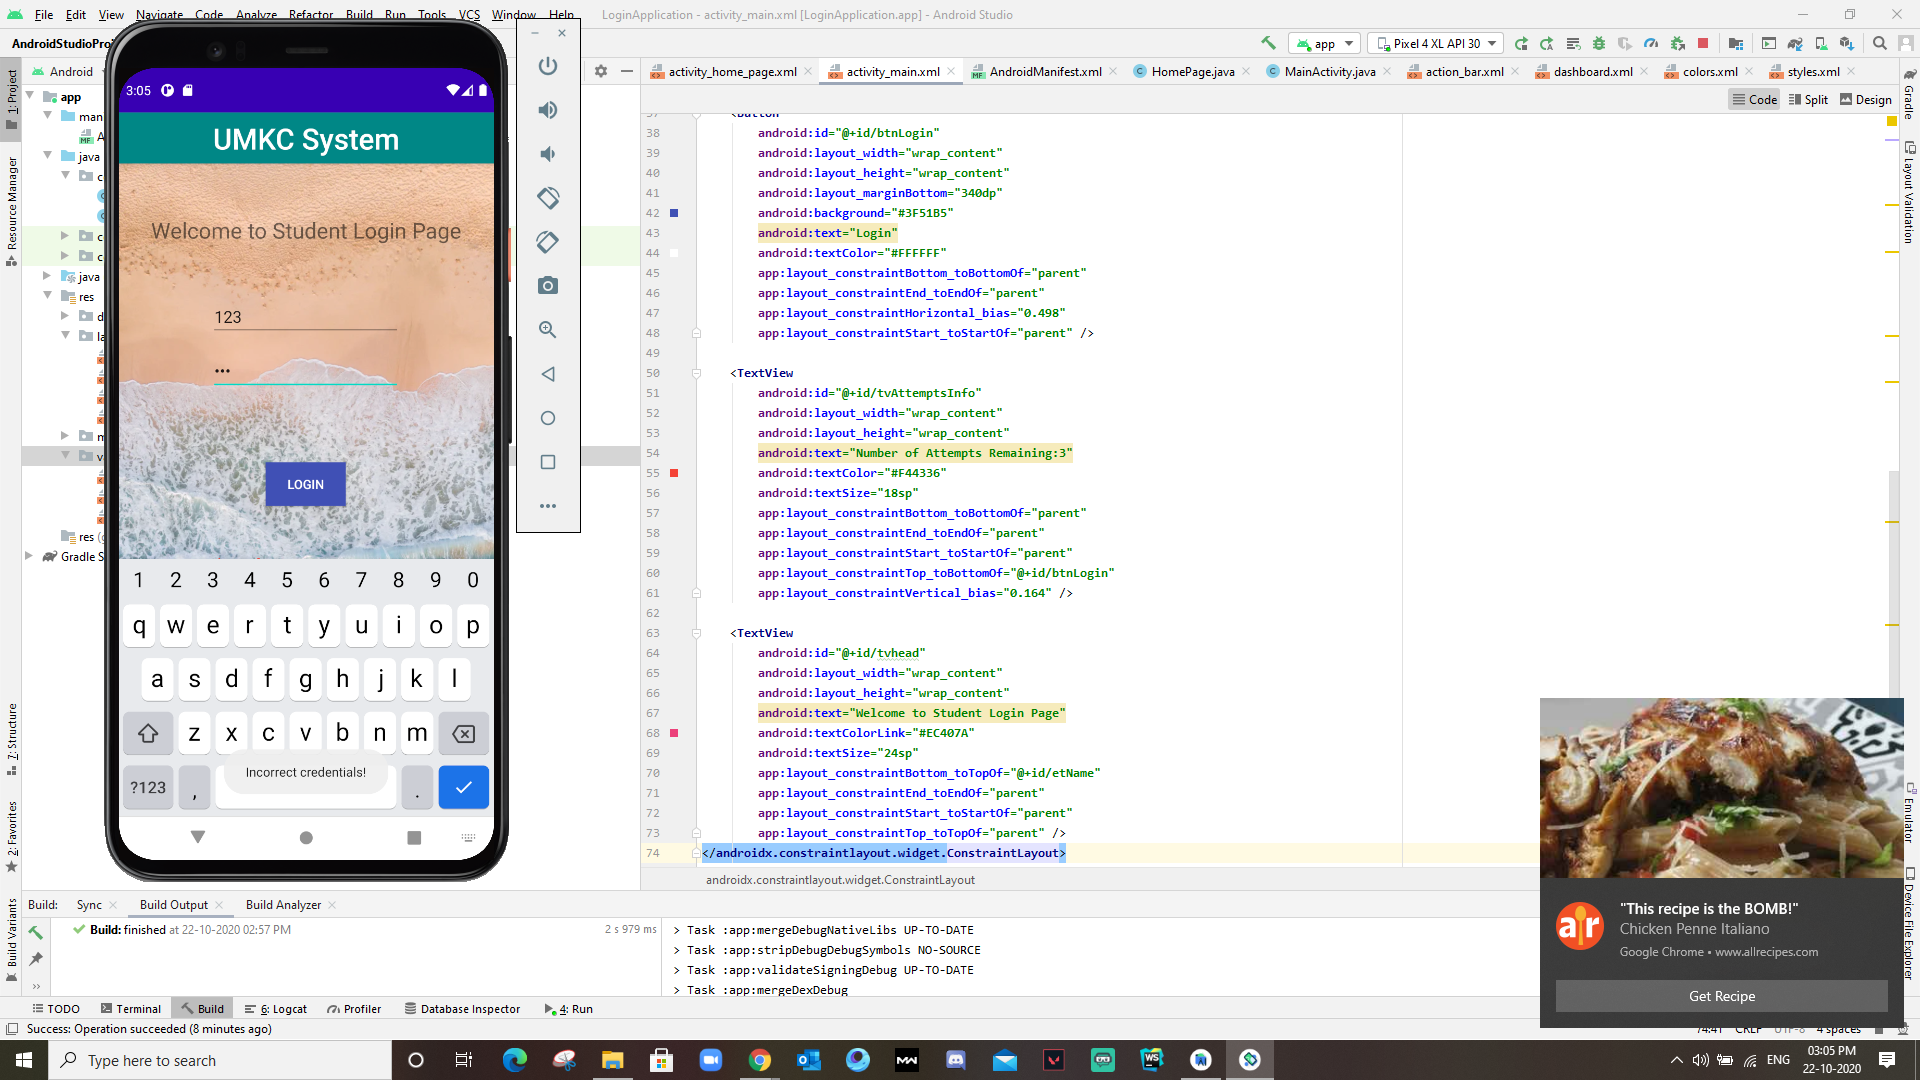 File Edit View Navigate Code Analyze Refactor Build Run Tools VCS Window Help LoginApplication - activity_main.xml [LoginApplication.app] - Android Studio
AndroidStudioProj
app
Pixel 4 XL API 30
Android
activity_home_page.xml
activity_main.xml
AndroidManifest.xml
HomePage.java
MainActivity.java
action_bar.xml
dashboard.xml
colors.xml
styles.xml
Code
Split
Design
1: Project
Resource Manager
7: Structure
2: Favorites
Build Variants
Gradle
Layout Validation
Emulator
Device File Explorer
app
man
java
java
res
la
res (g
Gradle S
3:05
UMKC System
Welcome to Student Login Page
123
•••
LOGIN
1 2 3 4 5 6 7 8 9 0
q w e r t y u i o p
a s d f g h j k l
z x c v b n m
Incorrect credentials!
?123 , .
37 <Button
38 android:id="@+id/btnLogin"
39 android:layout_width="wrap_content"
40 android:layout_height="wrap_content"
41 android:layout_marginBottom="340dp"
42 android:background="#3F51B5"
43 android:text="Login"
44 android:textColor="#FFFFFF"
45 app:layout_constraintBottom_toBottomOf="parent"
46 app:layout_constraintEnd_toEndOf="parent"
47 app:layout_constraintHorizontal_bias="0.498"
48 app:layout_constraintStart_toStartOf="parent" />
49
50 <TextView
51 android:id="@+id/tvAttemptsInfo"
52 android:layout_width="wrap_content"
53 android:layout_height="wrap_content"
54 android:text="Number of Attempts Remaining:3"
55 android:textColor="#F44336"
56 android:textSize="18sp"
57 app:layout_constraintBottom_toBottomOf="parent"
58 app:layout_constraintEnd_toEndOf="parent"
59 app:layout_constraintStart_toStartOf="parent"
60 app:layout_constraintTop_toBottomOf="@+id/btnLogin"
61 app:layout_constraintVertical_bias="0.164" />
62
63 <TextView
64 android:id="@+id/tvhead"
65 android:layout_width="wrap_content"
66 android:layout_height="wrap_content"
67 android:text="Welcome to Student Login Page"
68 android:textColorLink="#EC407A"
69 android:textSize="24sp"
70 app:layout_constraintBottom_toTopOf="@+id/etName"
71 app:layout_constraintEnd_toEndOf="parent"
72 app:layout_constraintStart_toStartOf="parent"
73 app:layout_constraintTop_toTopOf="parent" />
74 </androidx.constraintlayout.widget.ConstraintLayout>
androidx.constraintlayout.widget.ConstraintLayout
Build: Sync Build Output Build Analyzer
Build: finished at 22-10-2020 02:57 PM 2 s 979 ms
> Task :app:mergeDebugNativeLibs UP-TO-DATE
> Task :app:stripDebugDebugSymbols NO-SOURCE
> Task :app:validateSigningDebug UP-TO-DATE
> Task :app:mergeDexDebug
"This recipe is the BOMB!"
Chicken Penne Italiano
Google Chrome • www.allrecipes.com
Get Recipe
ar
TODO Terminal Build 6: Logcat Profiler Database Inspector 4: Run
Success: Operation succeeded (8 minutes ago)
74:41 CRLF UTF-8 4 spaces
Type here to search
ENG
03:05 PM
22-10-2020